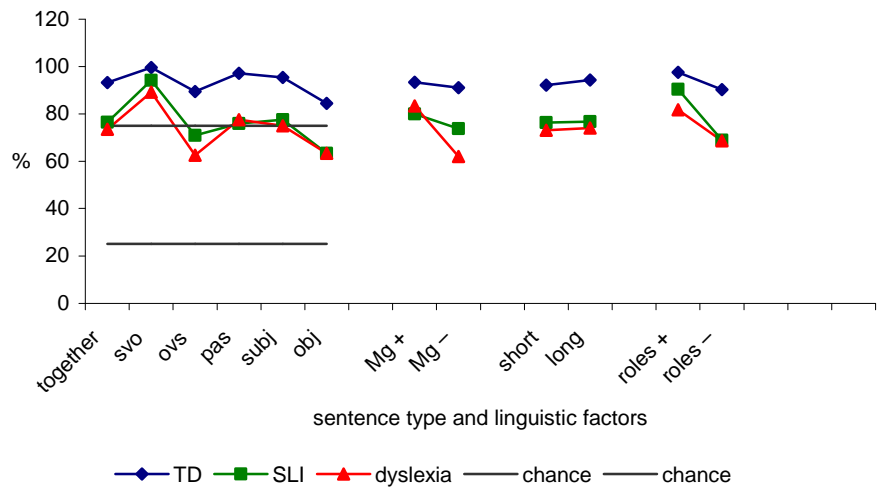 120
100
80
60
%
40
20
0
together
svo
ovs
pas
subj
obj
Mg +
Mg –
short
long
roles +
roles –
sentence type and linguistic factors
TD SLI dyslexia chance chance